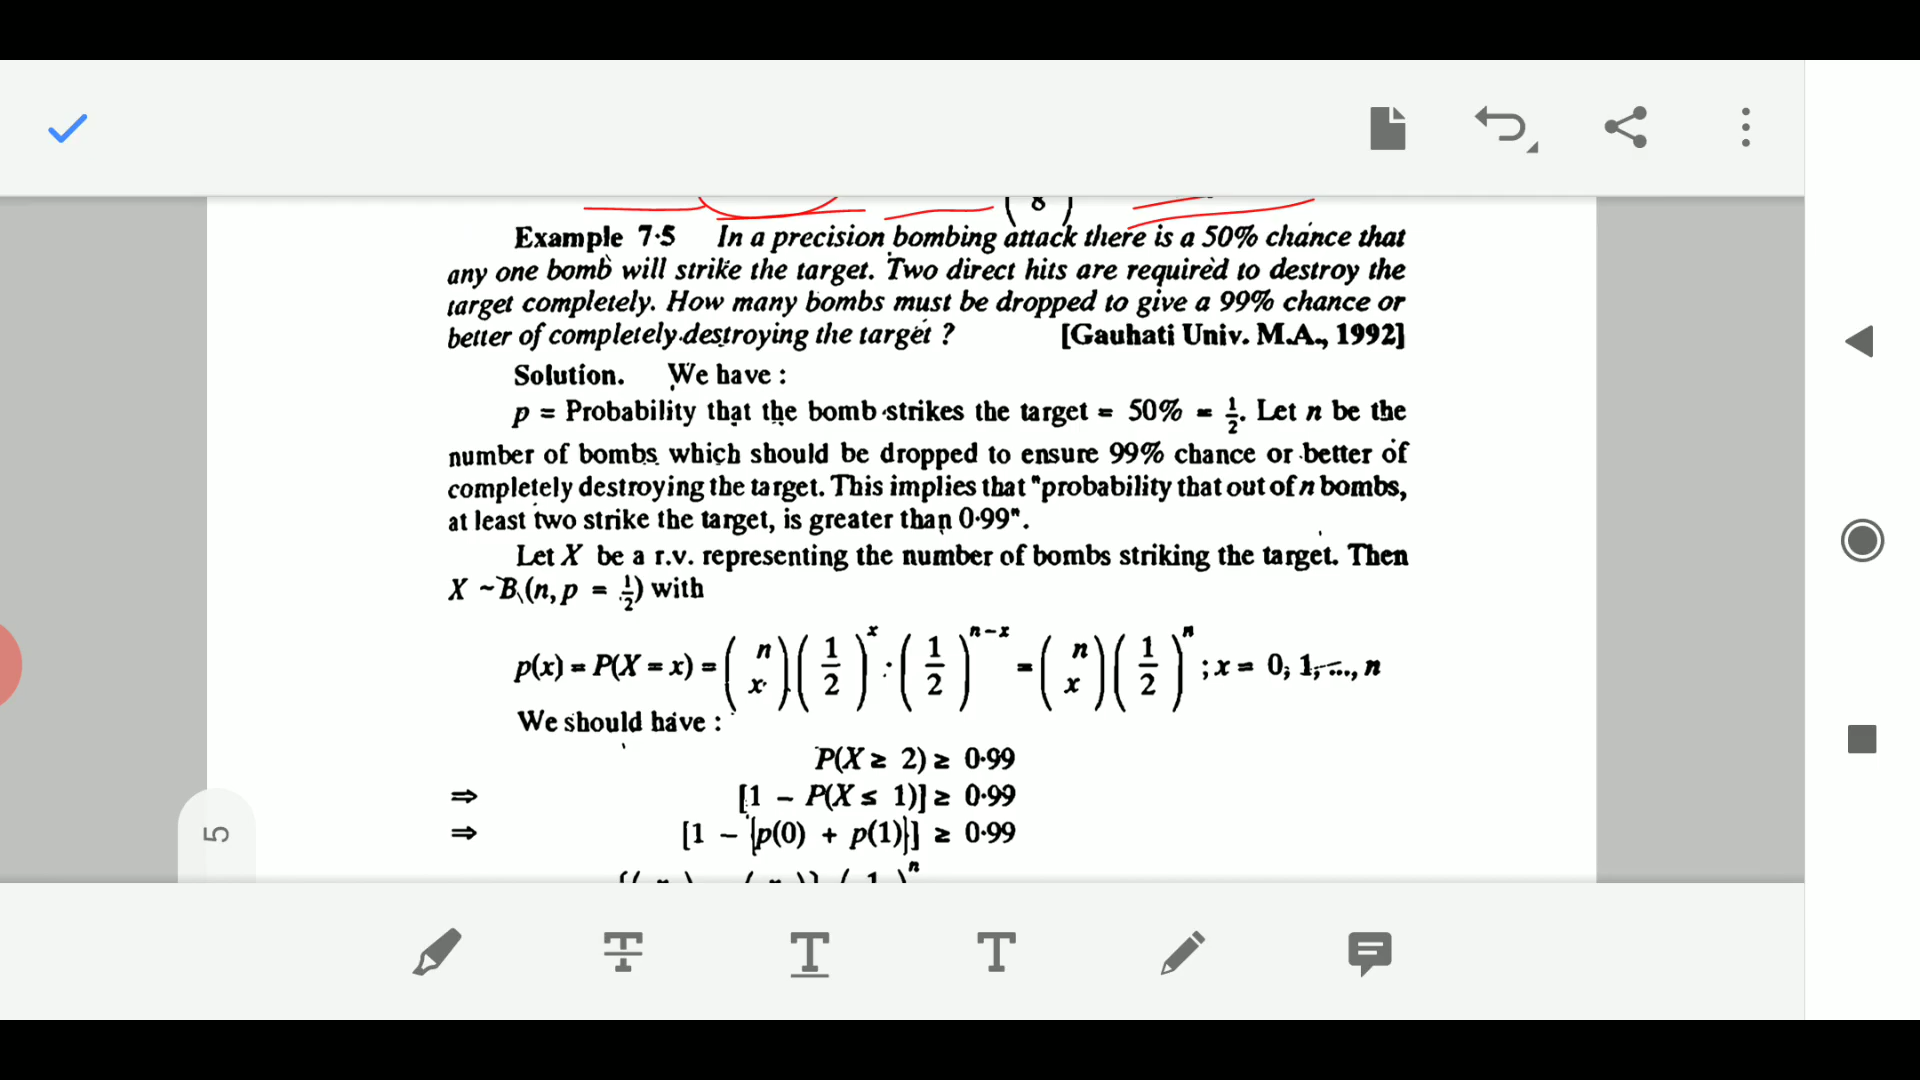 ( 8 )
Example 7·5 In a precision bombing attack there is a 50% chance that
any one bomb will strike the target. Two direct hits are required to destroy the
target completely. How many bombs must be dropped to give a 99% chance or
better of completely destroying the target ? [Gauhati Univ. M.A., 1992]
Solution. We have :
p = Probability that the bomb strikes the target = 50% = 1/2. Let n be the
number of bombs which should be dropped to ensure 99% chance or better of
completely destroying the target. This implies that "probability that out of n bombs,
at least two strike the target, is greater than 0·99".
Let X be a r.v. representing the number of bombs striking the target. Then
X ~ B (n, p = 1/2) with
p(x) = P(X = x) = (n x) (1/2)^x · (1/2)^(n-x) = (n x) (1/2)^n ; x = 0, 1, ..., n
We should have :
P(X ≥ 2) ≥ 0·99
⇒ [1 – P(X ≤ 1)] ≥ 0·99
⇒ [1 – {p(0) + p(1)}] ≥ 0·99
5